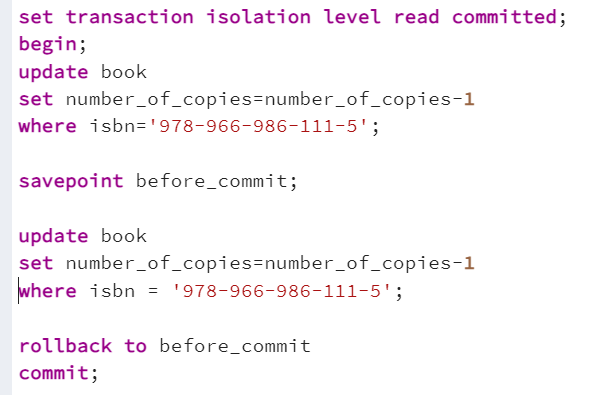 set transaction isolation level read committed;
begin;
update book
set number_of_copies=number_of_copies-1
where isbn='978-966-986-111-5';
savepoint before_commit;
update book
set number_of_copies=number_of_copies-1
where isbn = '978-966-986-111-5';
rollback to before_commit
commit;